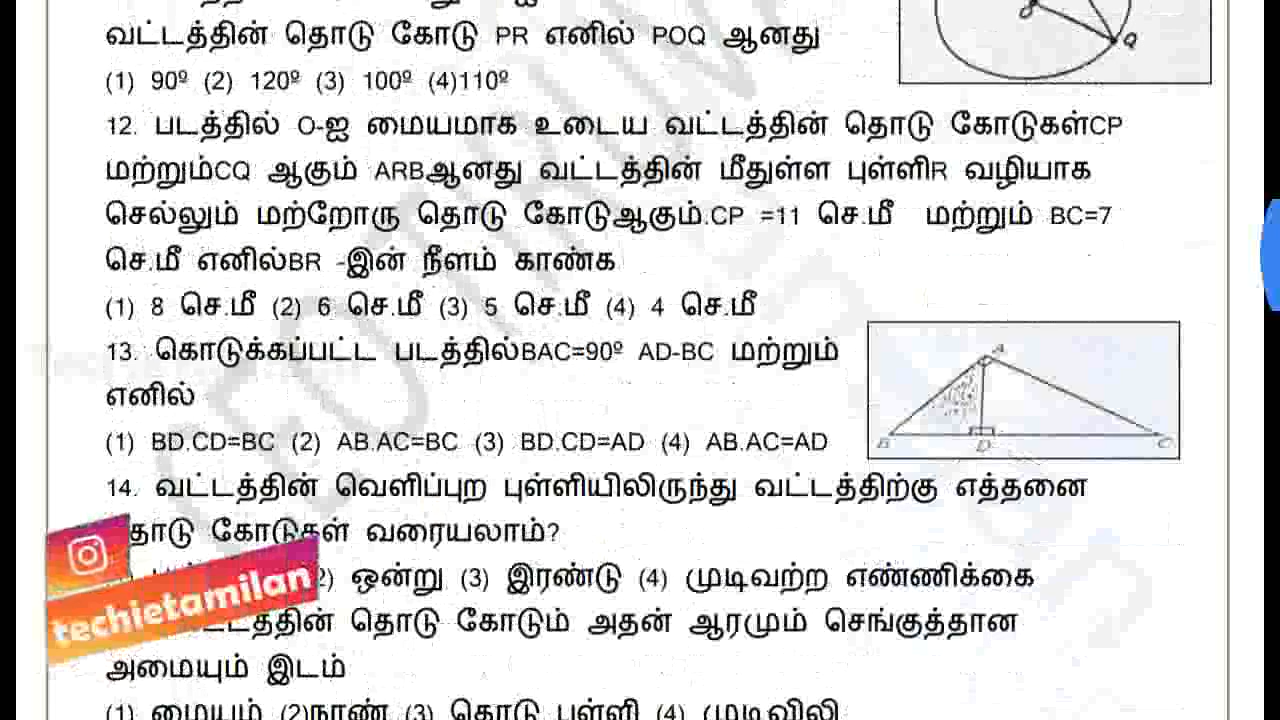 வட்டத்தின் தொடு கோடு PR எனில் POQ ஆனது
(1) 90º (2) 120º (3) 100º (4)110º
Q
12. படத்தில் O-ஐ மையமாக உடைய வட்டத்தின் தொடு கோடுகள்CP
மற்றும்CQ ஆகும் ARBஆனது வட்டத்தின் மீதுள்ள புள்ளிR வழியாக
செல்லும் மற்றோரு தொடு கோடுஆகும்.CP =11 செ.மீ மற்றும் BC=7
செ.மீ எனில்BR -இன் நீளம் காண்க
(1) 8 செ.மீ (2) 6 செ.மீ (3) 5 செ.மீ (4) 4 செ.மீ
13. கொடுக்கப்பட்ட படத்தில்BAC=90º AD-BC மற்றும்
எனில்
(1) BD.CD=BC (2) AB.AC=BC (3) BD.CD=AD (4) AB.AC=AD
A
B D C
14. வட்டத்தின் வெளிப்புற புள்ளியிலிருந்து வட்டத்திற்கு எத்தனை
கோடுகள் வரையலாம்?
ஒன்று (3) இரண்டு (4) முடிவற்ற எண்ணிக்கை
techietamilan
தொடு கோடும் அதன் ஆரமும் செங்குத்தான
அமையும் இடம்
(1) மையம் (2)நாண் (3) தொடு புள்ளி (4) முடிவிலி